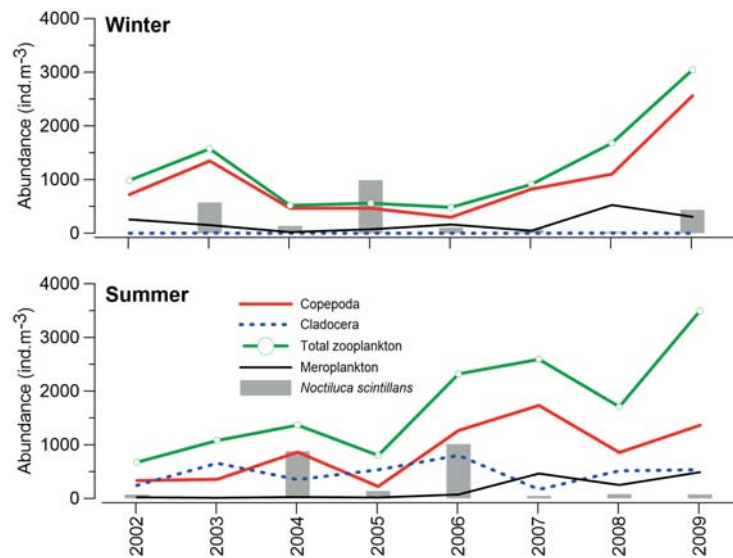 Winter
Abundance (ind.m-3)
4000
3000
2000
1000
0
Summer
Abundance (ind.m-3)
4000
3000
2000
1000
0
Copepoda
Cladocera
Total zooplankton
Meroplankton
Noctiluca scintillans
2002 2003 2004 2005 2006 2007 2008 2009